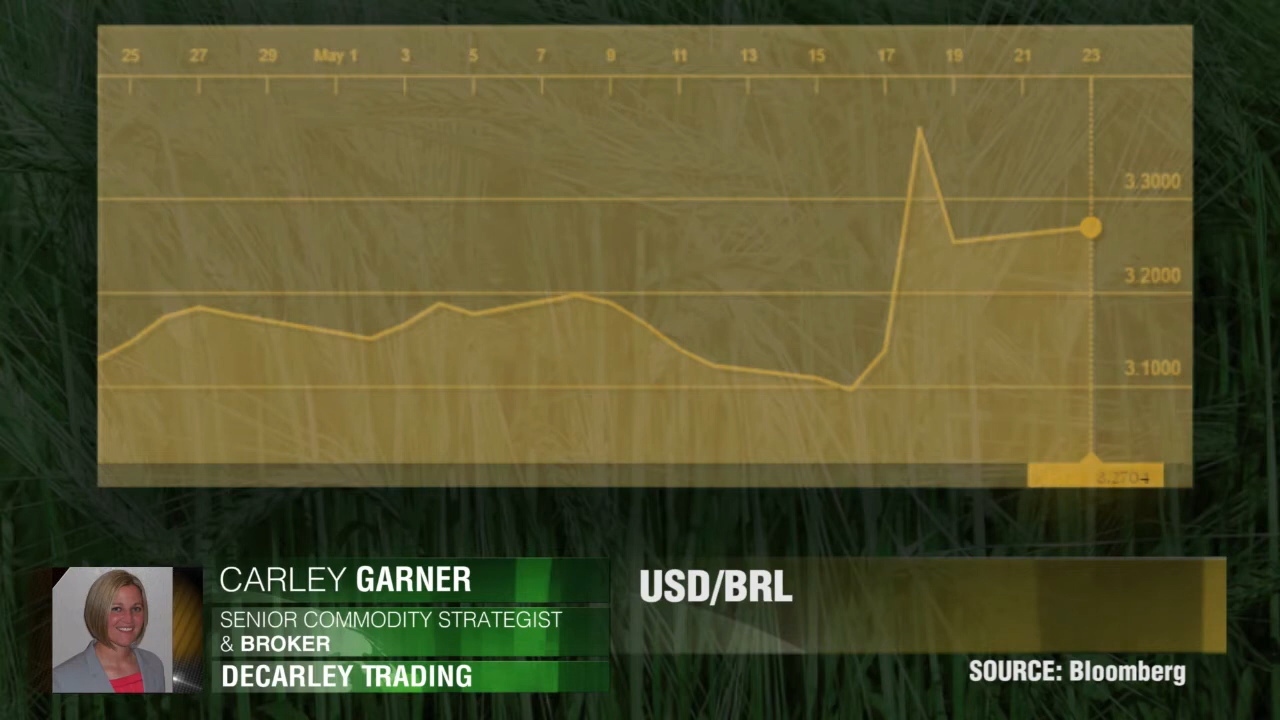 25 27 29 May 1 3 5 7 9 11 13 15 17 19 21 23
3.3000
3.2000
3.1000
3.2704
CARLEY GARNER
SENIOR COMMODITY STRATEGIST
& BROKER
DECARLEY TRADING
USD/BRL
SOURCE: Bloomberg